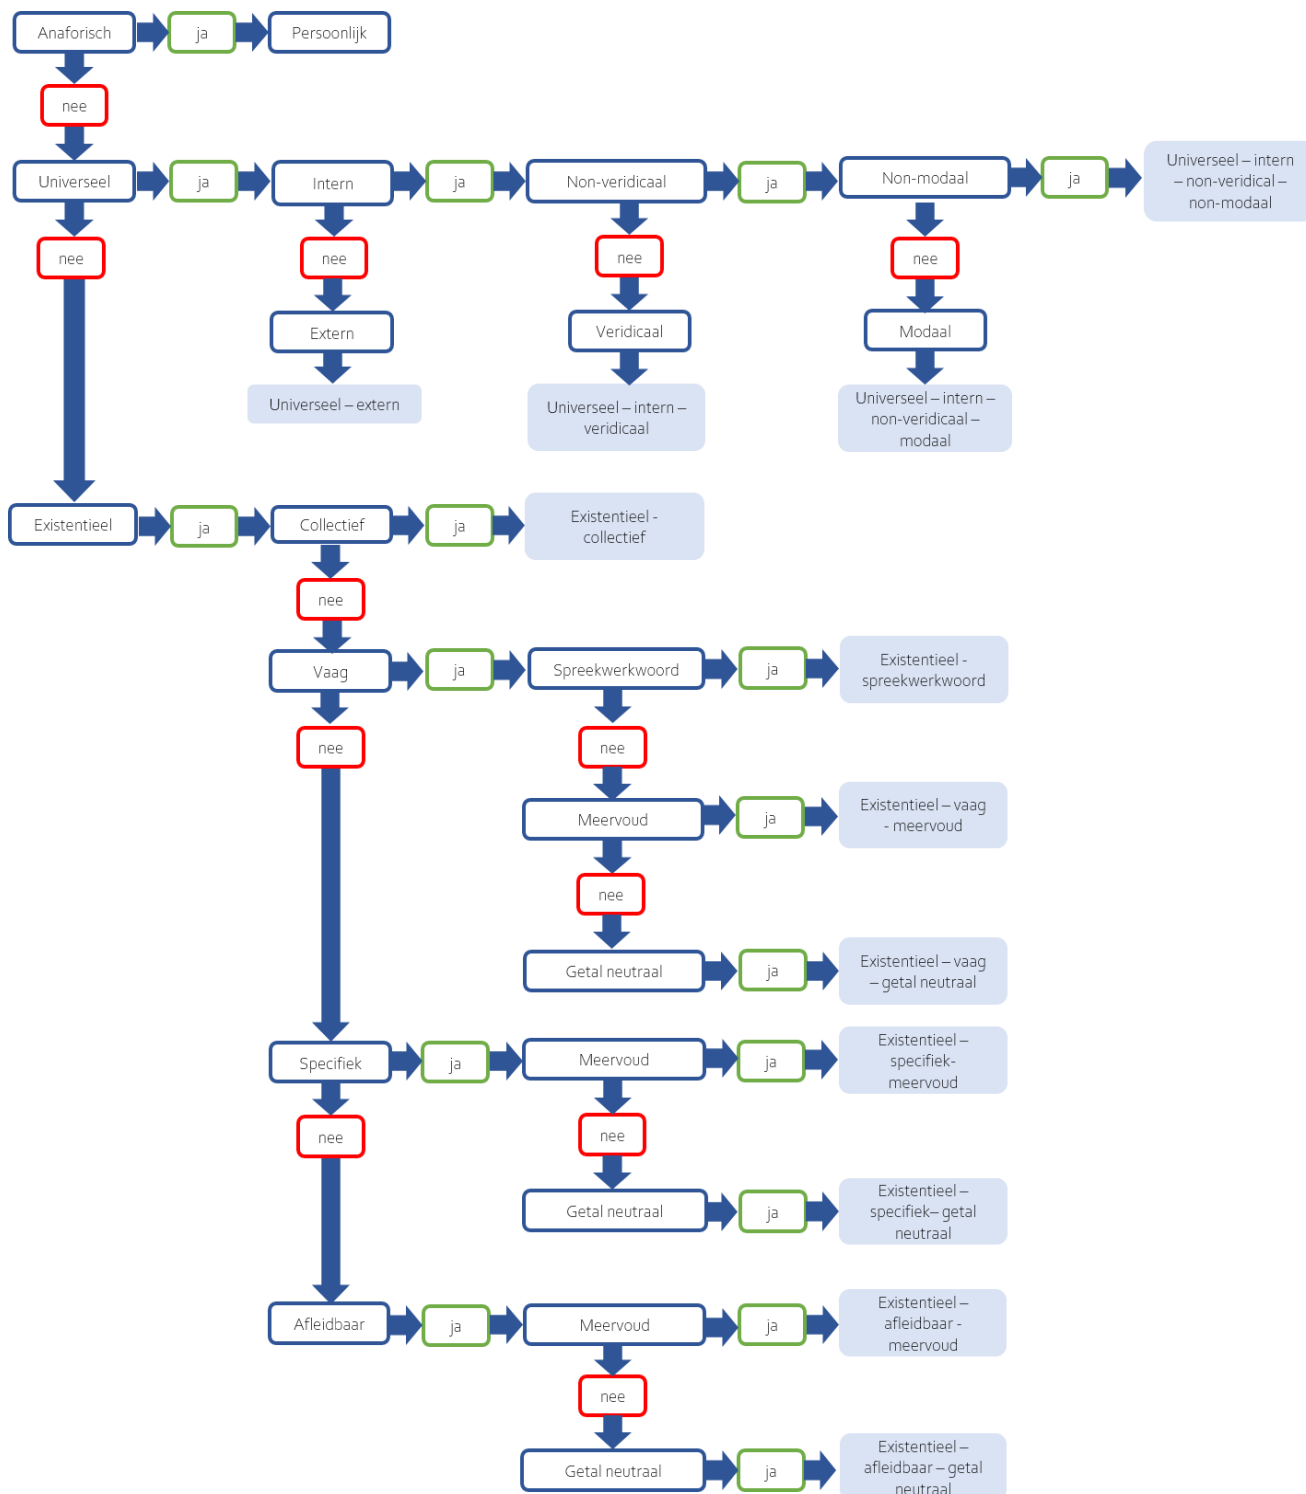 Anaforisch
ja
Persoonlijk
nee
Universeel
ja
Intern
ja
Non-veridicaal
ja
Non-modaal
ja
Universeel – intern
– non-veridical –
non-modaal
nee
nee
nee
nee
Extern
Veridicaal
Modaal
Universeel – extern
Universeel – intern –
veridicaal
Universeel – intern –
non-veridicaal –
modaal
Existentieel
ja
Collectief
ja
Existentieel -
collectief
nee
Vaag
ja
Spreekwerkwoord
ja
Existentieel -
spreekwerkwoord
nee
nee
Meervoud
ja
Existentieel – vaag
- meervoud
nee
Getal neutraal
ja
Existentieel – vaag
– getal neutraal
Specifiek
ja
Meervoud
ja
Existentieel –
specifiek-
meervoud
nee
nee
Getal neutraal
ja
Existentieel –
specifiek– getal
neutraal
Afleidbaar
ja
Meervoud
ja
Existentieel –
afleidbaar -
meervoud
nee
Getal neutraal
ja
Existentieel –
afleidbaar – getal
neutraal